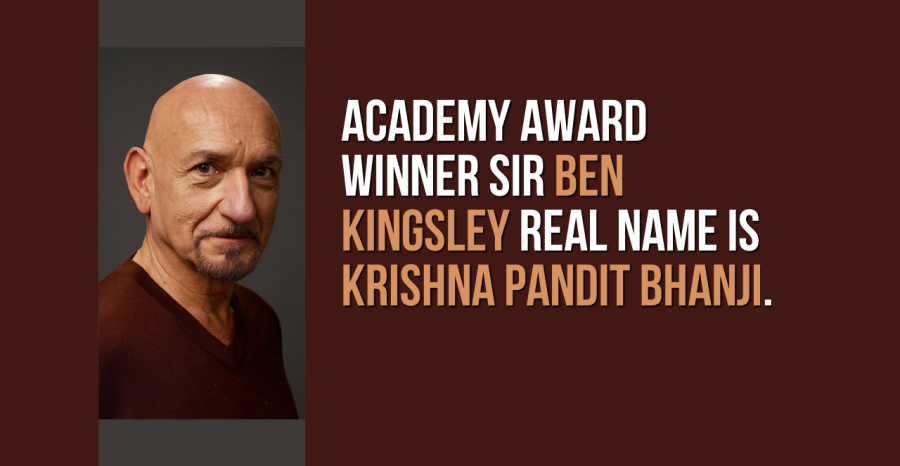 ACADEMY AWARD
WINNER SIR BEN
KINGSLEY REAL NAME IS
KRISHNA PANDIT BHANJI.